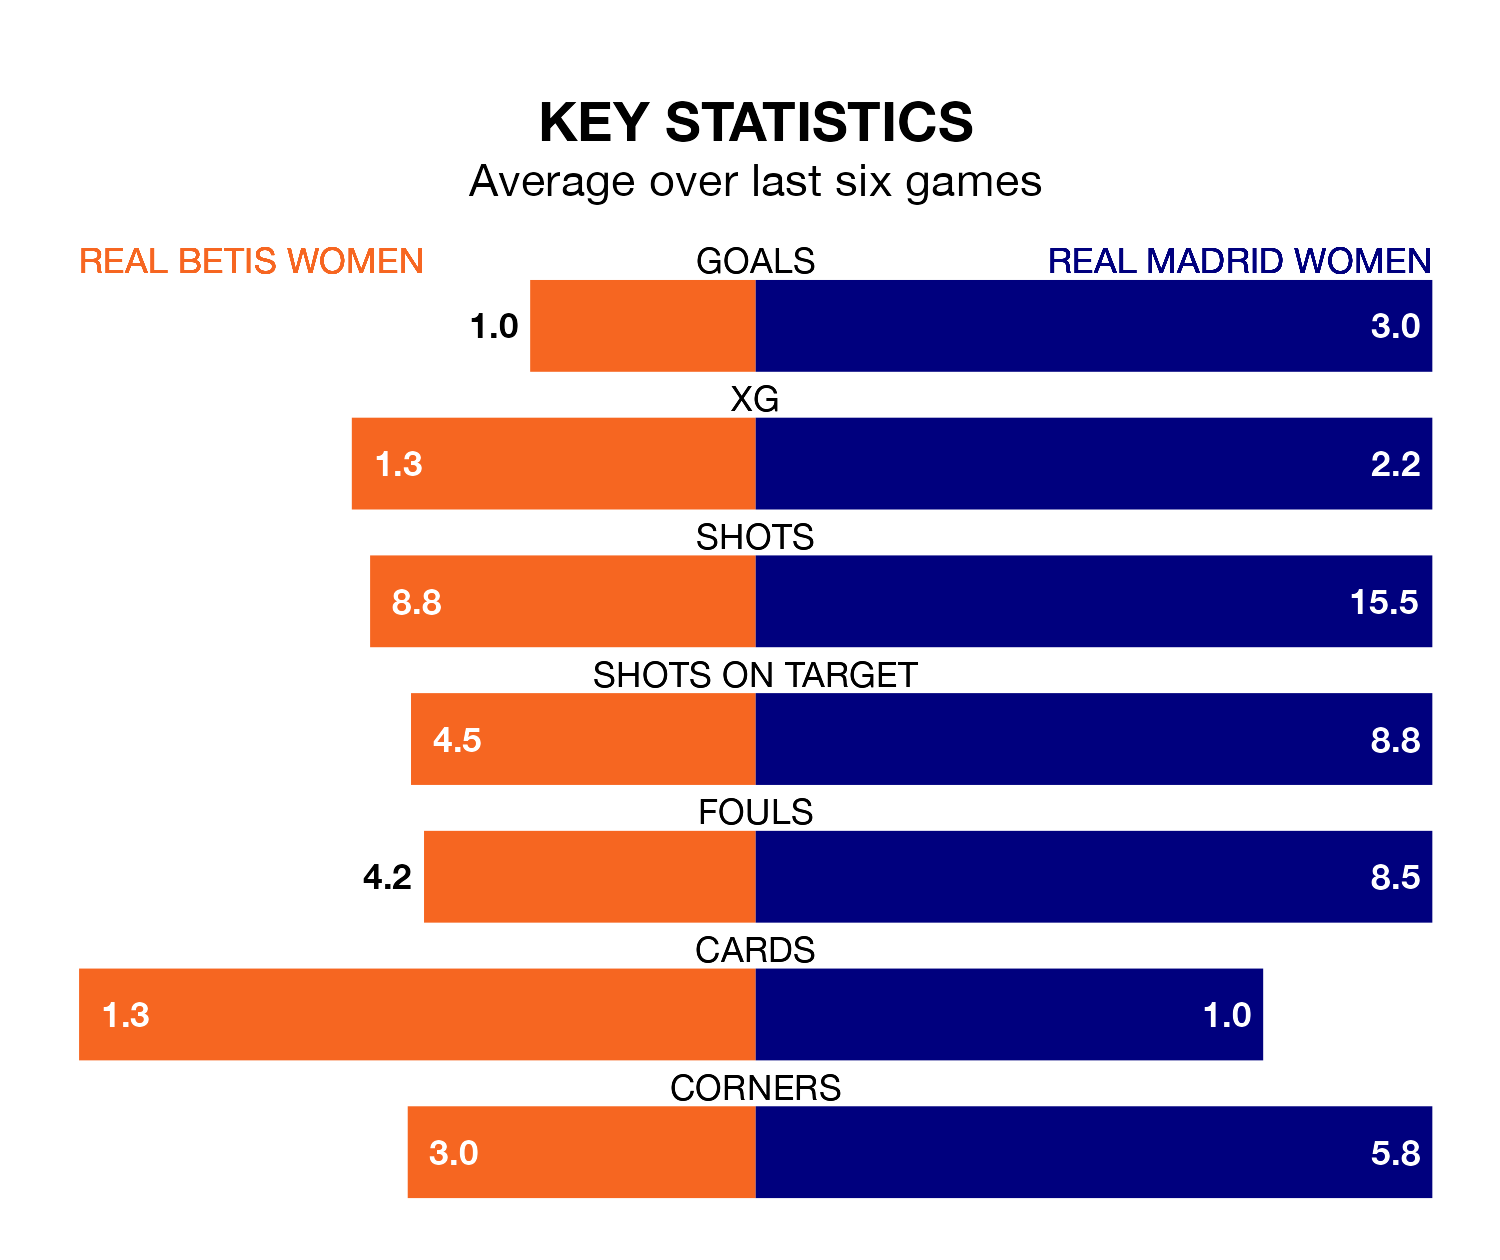 KEY STATISTICS
Average over last six games
REAL BETIS WOMEN GOALS REAL MADRID WOMEN
1.0 3.0
XG
1.3 2.2
SHOTS
8.8 15.5
SHOTS ON TARGET
4.5 8.8
FOULS
4.2 8.5
CARDS
1.3 1.0
CORNERS
3.0 5.8